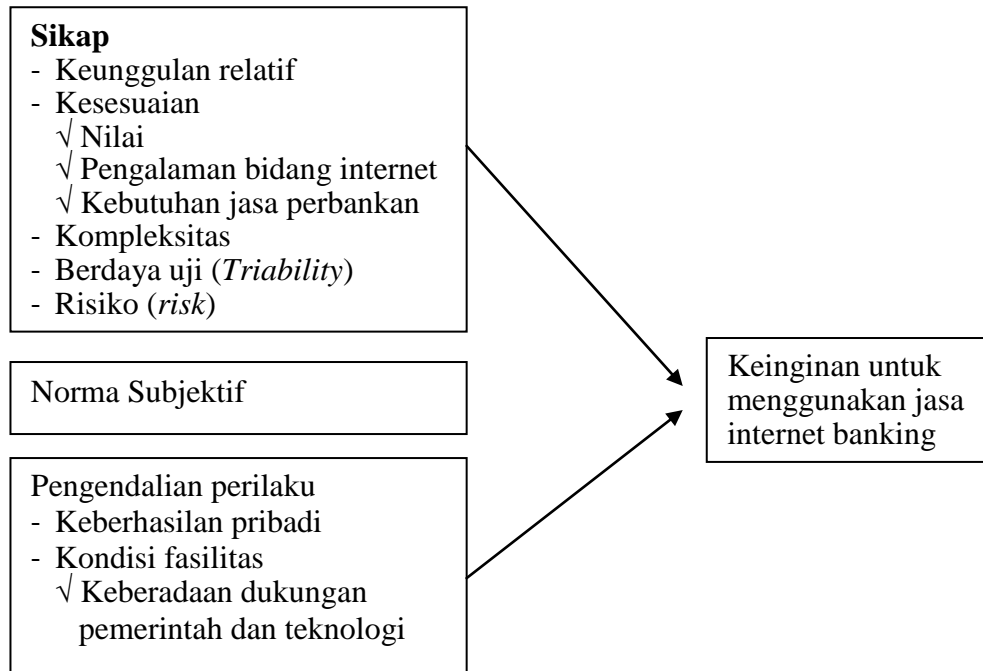 Sikap
- Keunggulan relatif
- Kesesuaian
√ Nilai
√ Pengalaman bidang internet
√ Kebutuhan jasa perbankan
- Kompleksitas
- Berdaya uji (Triability)
- Risiko (risk)
Norma Subjektif
Pengendalian perilaku
- Keberhasilan pribadi
- Kondisi fasilitas
√ Keberadaan dukungan
pemerintah dan teknologi
Keinginan untuk
menggunakan jasa
internet banking